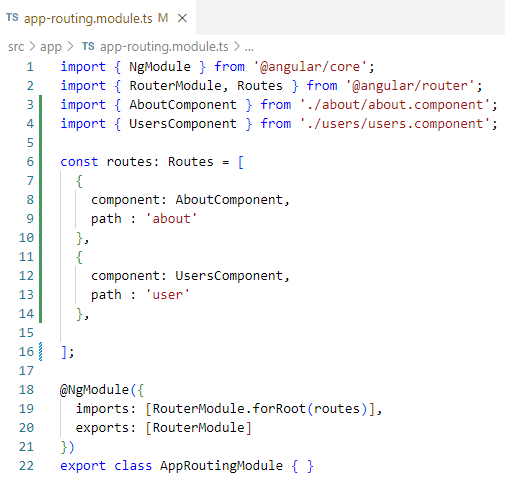 TS app-routing.module.ts M ×
src > app > TS app-routing.module.ts > ...
1 import { NgModule } from '@angular/core';
2 import { RouterModule, Routes } from '@angular/router';
3 import { AboutComponent } from './about/about.component';
4 import { UsersComponent } from './users/users.component';
5
6 const routes: Routes = [
7   {
8     component: AboutComponent,
9     path : 'about'
10   },
11   {
12     component: UsersComponent,
13     path : 'user'
14   },
15
16 ];
17
18 @NgModule({
19   imports: [RouterModule.forRoot(routes)],
20   exports: [RouterModule]
21 })
22 export class AppRoutingModule { }